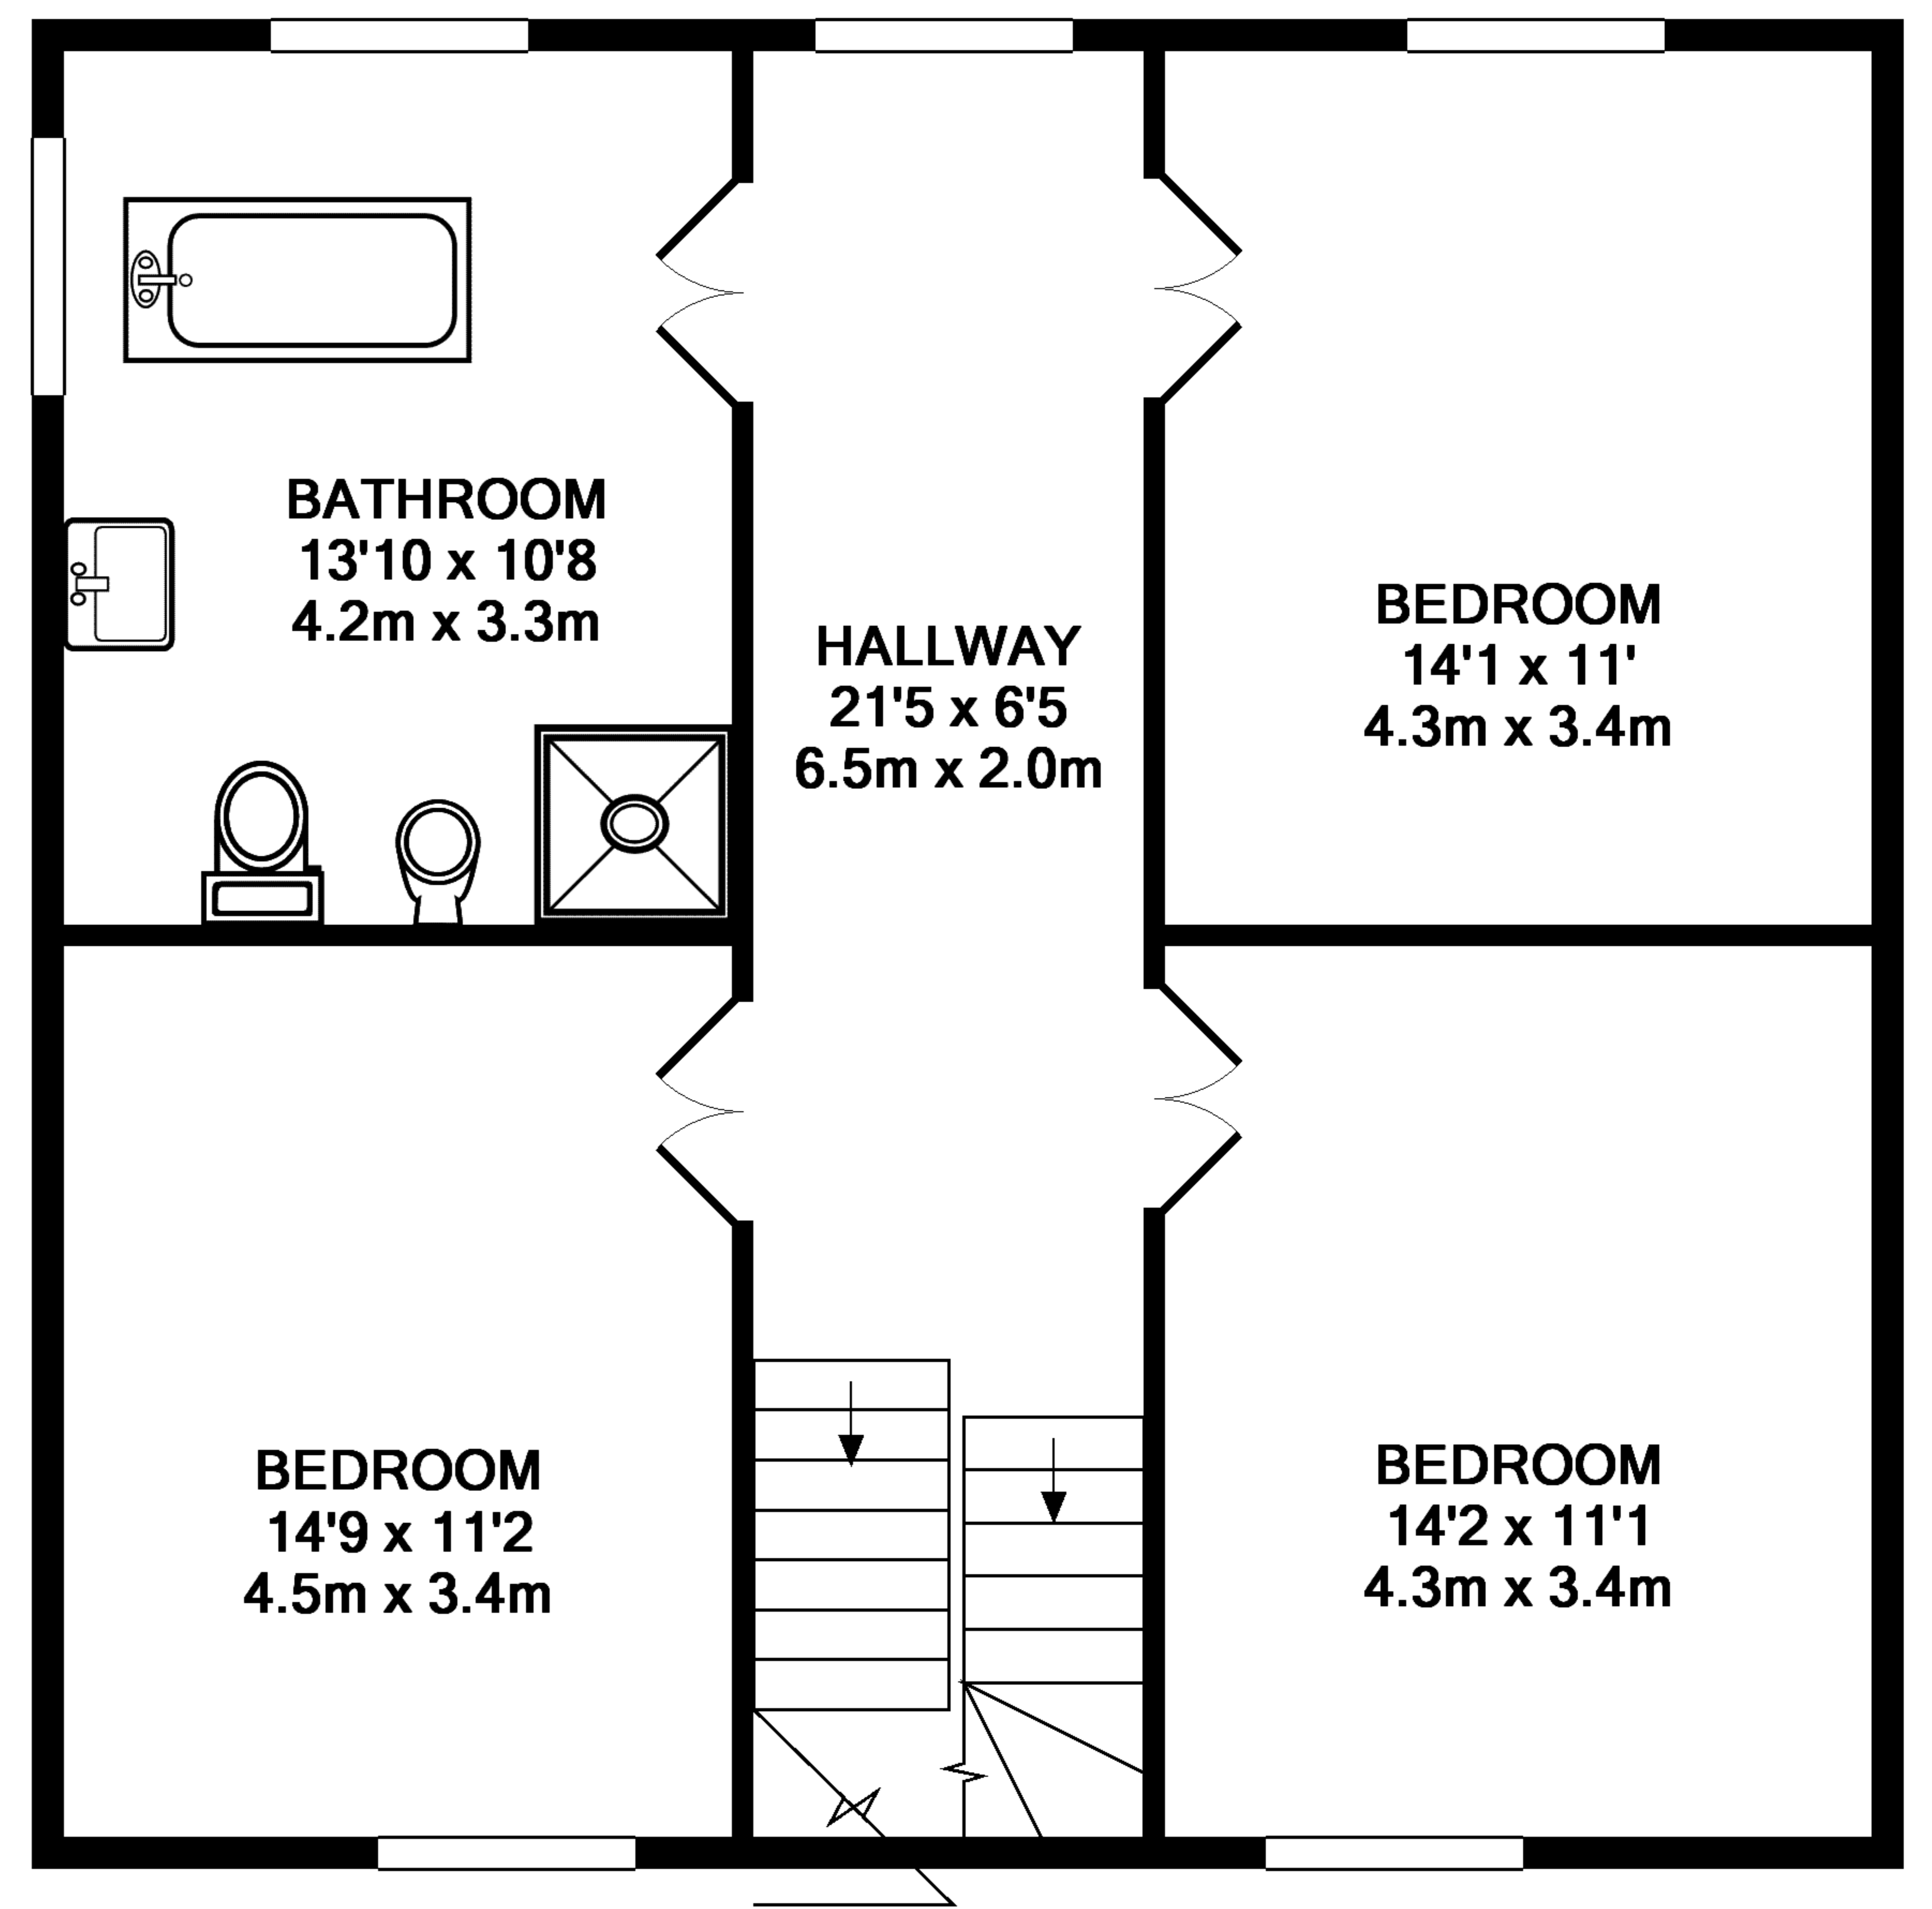 BATHROOM
13'10 x 10'8
4.2m x 3.3m
HALLWAY
21'5 x 6'5
6.5m x 2.0m
BEDROOM
14'1 x 11'
4.3m x 3.4m
BEDROOM
14'9 x 11'2
4.5m x 3.4m
BEDROOM
14'2 x 11'1
4.3m x 3.4m